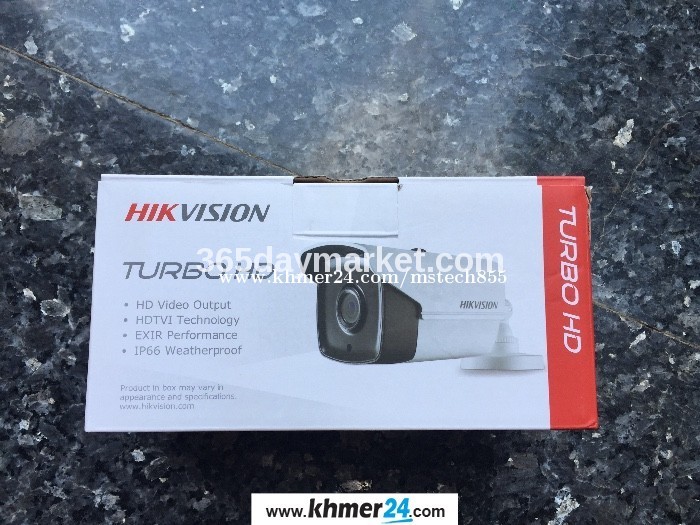 HIKVISION
TURBO HD
365daymarket.com
www.khmer24.com/mstech855
• HD Video Output
• HDTVI Technology
• EXIR Performance
• IP66 Weatherproof
HIKVISION
Product in box may vary in
appearance and specifications.
www.hikvision.com
TURBO HD
www.khmer24.com